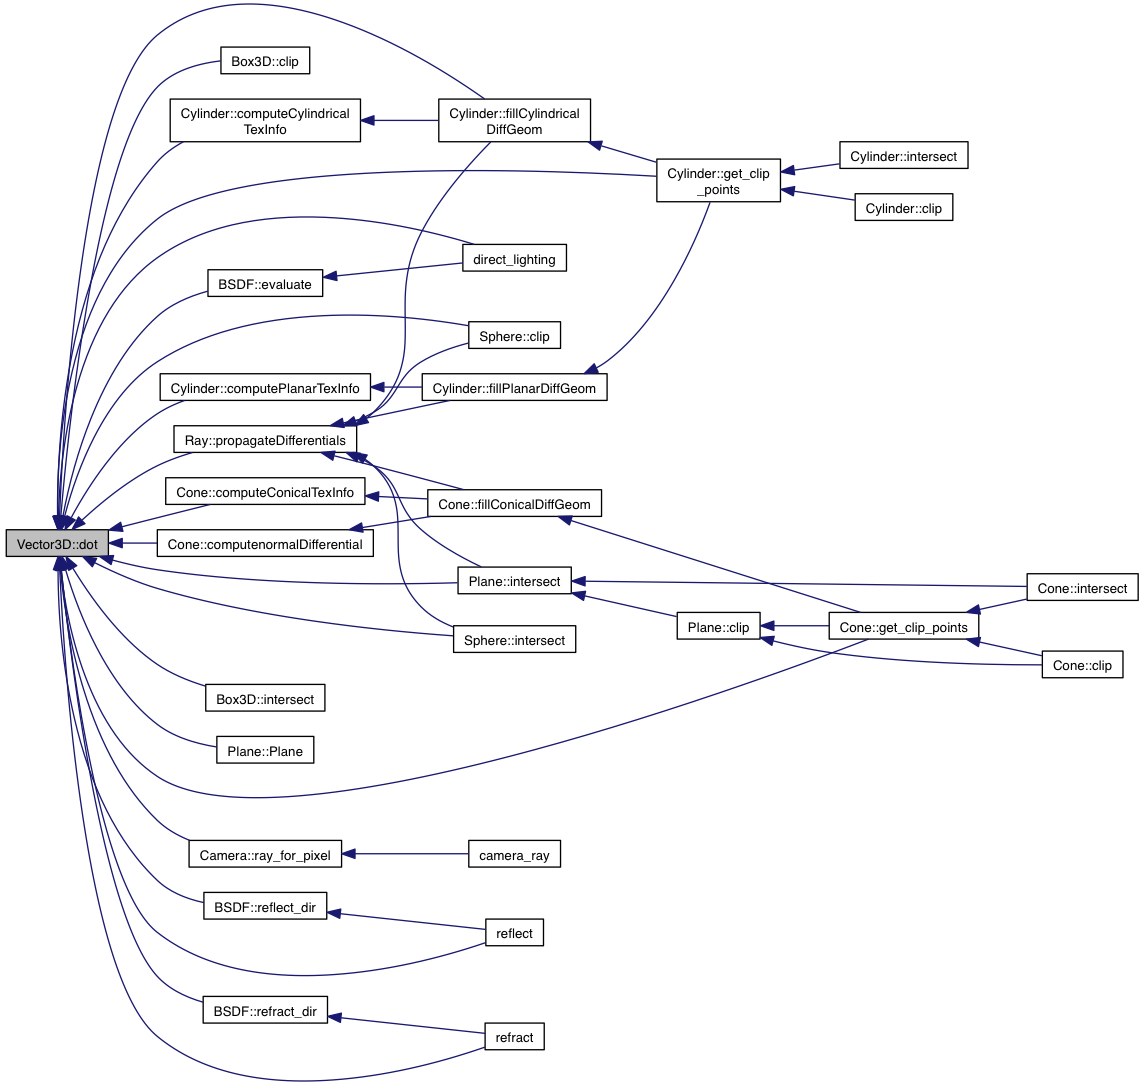 Box3D::clip
Cylinder::computeCylindrical
TexInfo
Cylinder::fillCylindrical
DiffGeom
Cylinder::get_clip
_points
Cylinder::intersect
Cylinder::clip
direct_lighting
BSDF::evaluate
Sphere::clip
Cylinder::computePlanarTexInfo
Cylinder::fillPlanarDiffGeom
Ray::propagateDifferentials
Cone::computeConicalTexInfo
Cone::fillConicalDiffGeom
Vector3D::dot
Cone::computenormalDifferential
Plane::intersect
Cone::intersect
Plane::clip
Cone::get_clip_points
Sphere::intersect
Cone::clip
Box3D::intersect
Plane::Plane
Camera::ray_for_pixel
camera_ray
BSDF::reflect_dir
reflect
BSDF::refract_dir
refract